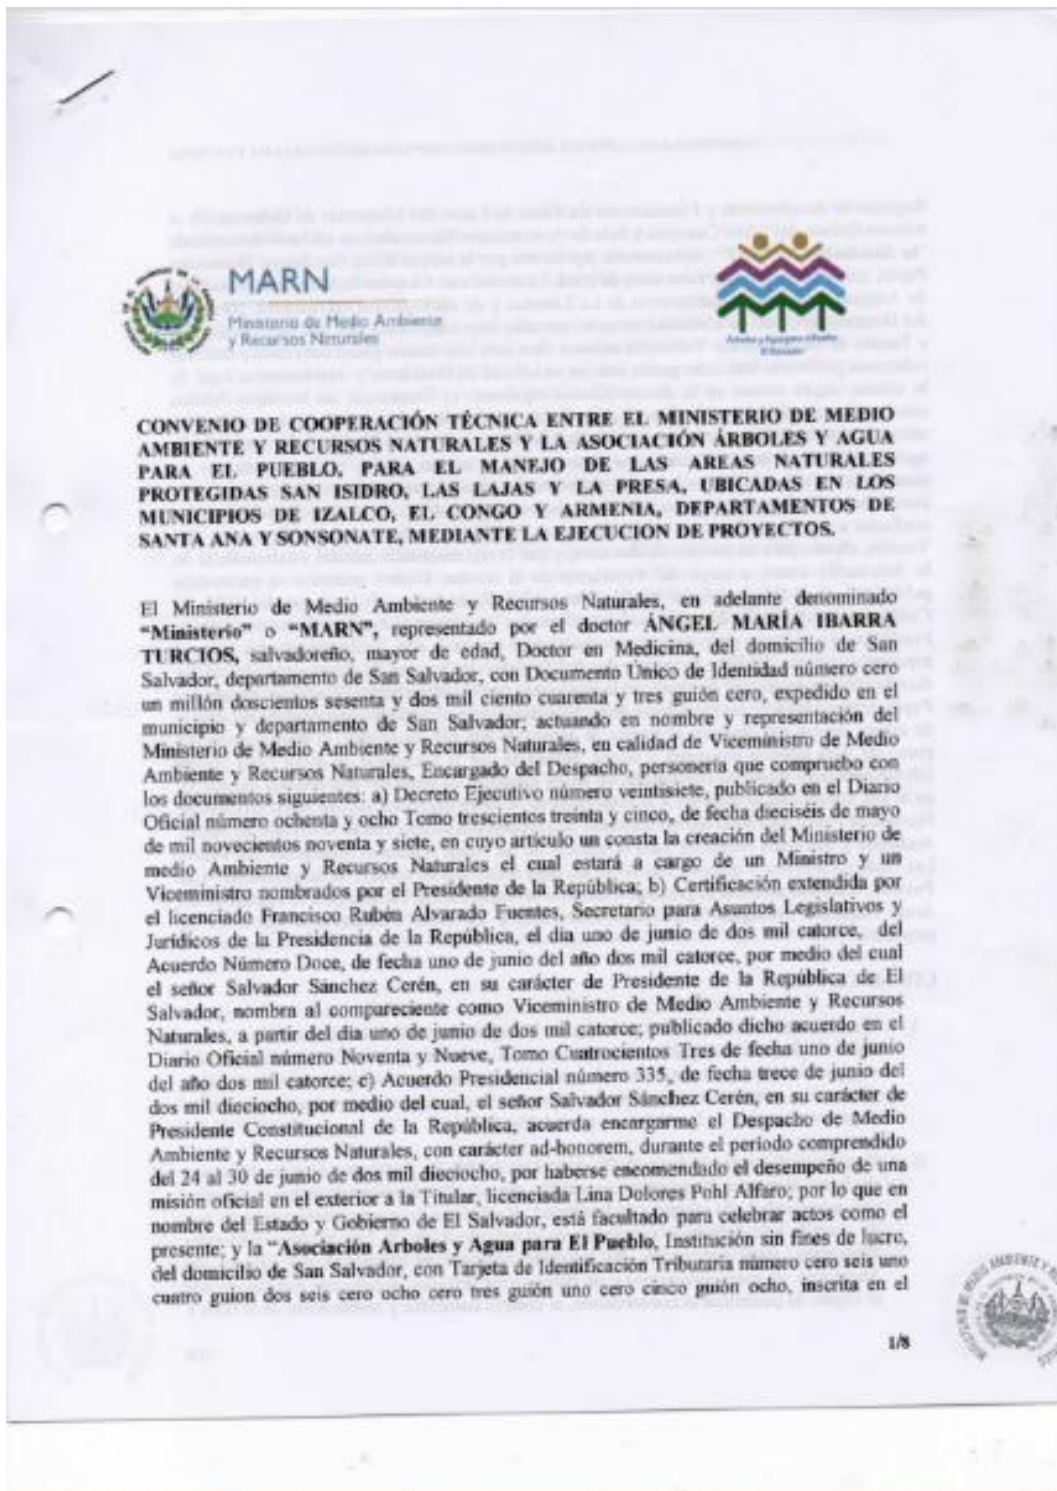 MARN
Ministerio de Medio Ambiente
y Recursos Naturales
Árboles y Agua para el Pueblo
El Salvador
CONVENIO DE COOPERACIÓN TÉCNICA ENTRE EL MINISTERIO DE MEDIO
AMBIENTE Y RECURSOS NATURALES Y LA ASOCIACIÓN ÁRBOLES Y AGUA
PARA EL PUEBLO, PARA EL MANEJO DE LAS AREAS NATURALES
PROTEGIDAS SAN ISIDRO, LAS LAJAS Y LA PRESA, UBICADAS EN LOS
MUNICIPIOS DE IZALCO, EL CONGO Y ARMENIA, DEPARTAMENTOS DE
SANTA ANA Y SONSONATE, MEDIANTE LA EJECUCION DE PROYECTOS.
El Ministerio de Medio Ambiente y Recursos Naturales, en adelante denominado
“Ministerio” o “MARN”, representado por el doctor ÁNGEL MARÍA IBARRA
TURCIOS, salvadoreño, mayor de edad, Doctor en Medicina, del domicilio de San
Salvador, departamento de San Salvador, con Documento Unico de Identidad número cero
un millón doscientos sesenta y dos mil ciento cuarenta y tres guión cero, expedido en el
municipio y departamento de San Salvador; actuando en nombre y representación del
Ministerio de Medio Ambiente y Recursos Naturales, en calidad de Viceministro de Medio
Ambiente y Recursos Naturales, Encargado del Despacho, personería que compruebo con
los documentos siguientes: a) Decreto Ejecutivo número veintisiete, publicado en el Diario
Oficial número ochenta y ocho Tomo trescientos treinta y cinco, de fecha dieciséis de mayo
de mil novecientos noventa y siete, en cuyo artículo un consta la creación del Ministerio de
medio Ambiente y Recursos Naturales el cual estará a cargo de un Ministro y un
Viceministro nombrados por el Presidente de la República; b) Certificación extendida por
el licenciado Francisco Rubén Alvarado Fuentes, Secretario para Asuntos Legislativos y
Jurídicos de la Presidencia de la República, el día uno de junio de dos mil catorce, del
Acuerdo Número Doce, de fecha uno de junio del año dos mil catorce, por medio del cual
el señor Salvador Sánchez Cerén, en su carácter de Presidente de la República de El
Salvador, nombra al compareciente como Viceministro de Medio Ambiente y Recursos
Naturales, a partir del día uno de junio de dos mil catorce; publicado dicho acuerdo en el
Diario Oficial número Noventa y Nueve, Tomo Cuatrocientos Tres de fecha uno de junio
del año dos mil catorce; c) Acuerdo Presidencial número 335, de fecha trece de junio del
dos mil dieciocho, por medio del cual, el señor Salvador Sánchez Cerén, en su carácter de
Presidente Constitucional de la República, acuerda encargarme el Despacho de Medio
Ambiente y Recursos Naturales, con carácter ad-honorem, durante el período comprendido
del 24 al 30 de junio de dos mil dieciocho, por haberse encomendado el desempeño de una
misión oficial en el exterior a la Titular, licenciada Lina Dolores Pohl Alfaro; por lo que en
nombre del Estado y Gobierno de El Salvador, está facultado para celebrar actos como el
presente; y la “Asociación Arboles y Agua para El Pueblo, Institución sin fines de lucro,
del domicilio de San Salvador, con Tarjeta de Identificación Tributaria número cero seis uno
cuatro guion dos seis cero ocho cero tres guión uno cero cinco guión ocho, inscrita en el
1/8